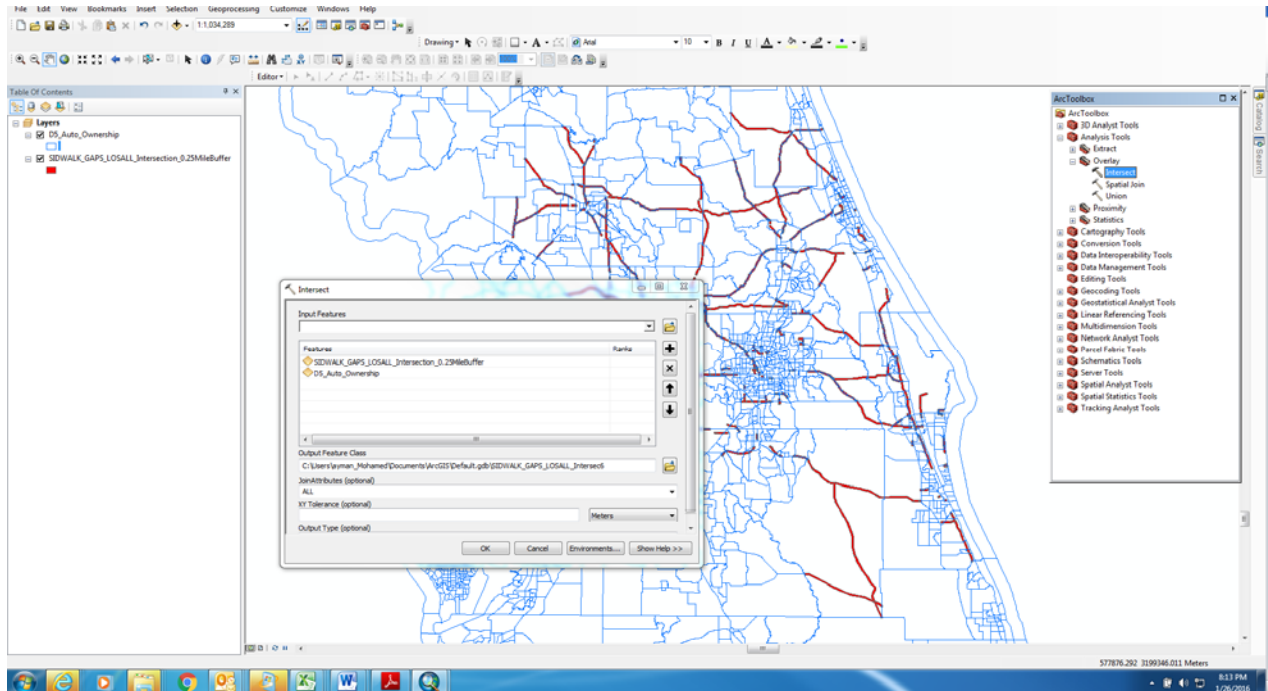 File Edit View Bookmarks Insert Selection Geoprocessing Customize Windows Help
1:1,034,289
Drawing
Arial
10
B I U A
Editor
Table Of Contents
Layers
D5_Auto_Ownership
SIDWALK_GAPS_LOSALL_Intersection_0.25MileBuffer
Intersect
Input Features
Features Ranks
SIDWALK_GAPS_LOSALL_Intersection_0.25MileBuffer
D5_Auto_Ownership
Output Feature Class
C:\Users\ayman_Mohamed\Documents\ArcGIS\Default.gdb\SIDWALK_GAPS_LOSALL_Intersec6
JoinAttributes (optional)
ALL
XY Tolerance (optional)
Meters
Output Type (optional)
OK Cancel Environments... Show Help >>
ArcToolbox
ArcToolbox
3D Analyst Tools
Analysis Tools
Extract
Overlay
Intersect
Spatial Join
Union
Proximity
Statistics
Cartography Tools
Conversion Tools
Data Interoperability Tools
Data Management Tools
Editing Tools
Geocoding Tools
Geostatistical Analyst Tools
Linear Referencing Tools
Multidimension Tools
Network Analyst Tools
Parcel Fabric Tools
Schematics Tools
Server Tools
Spatial Analyst Tools
Spatial Statistics Tools
Tracking Analyst Tools
Catalog
Search
577876.292 3199346.011 Meters
8:13 PM
1/26/2016